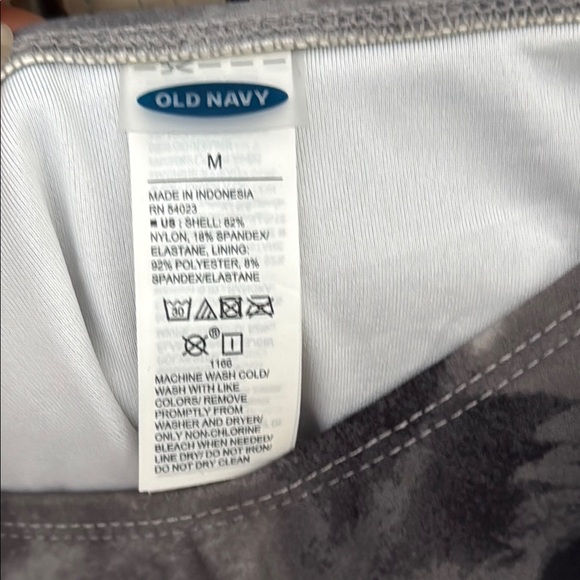 OLD NAVY
M
MADE IN INDONESIA
RN 54023
US : SHELL: 82%
NYLON, 18% SPANDEX/
ELASTANE, LINING:
92% POLYESTER, 8%
SPANDEX/ELASTANE
30
®
1166
MACHINE WASH COLD/
WASH WITH LIKE
COLORS/ REMOVE
PROMPTLY FROM
WASHER AND DRYER/
ONLY NON-CHLORINE
BLEACH WHEN NEEDED/
LINE DRY/ DO NOT IRON/
DO NOT DRY CLEAN